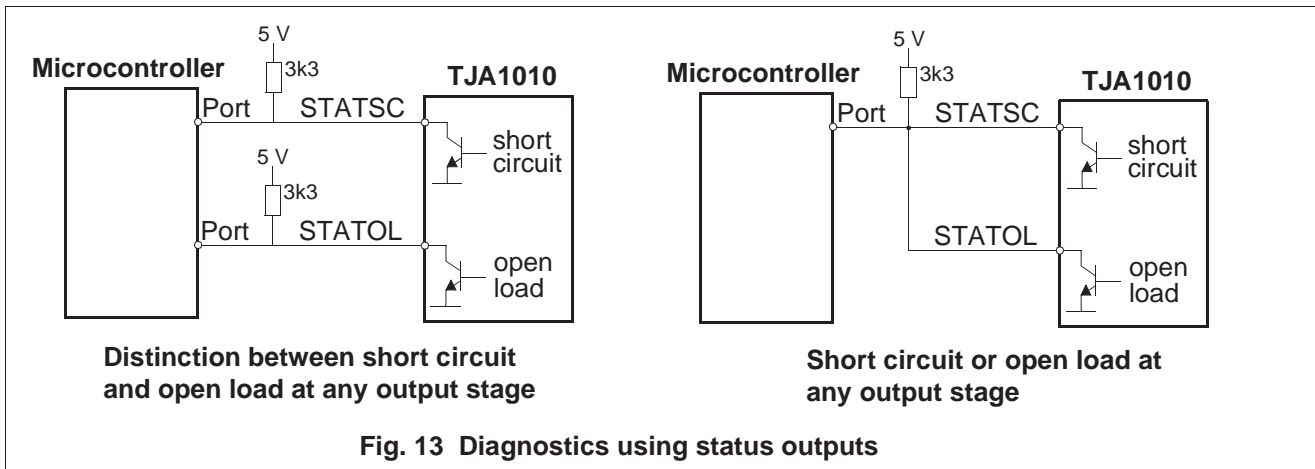 5 V
3k3
Microcontroller
TJA1010
Port
STATSC
short
circuit
5 V
3k3
Port
STATOL
open
load
Distinction between short circuit
and open load at any output stage
5 V
3k3
Microcontroller
TJA1010
Port
STATSC
short
circuit
STATOL
open
load
Short circuit or open load at
any output stage
Fig. 13 Diagnostics using status outputs